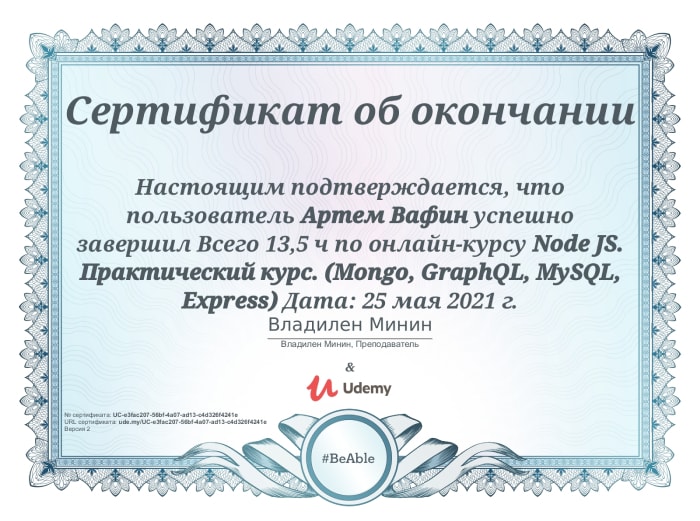 Сертификат об окончании
Настоящим подтверждается, что
пользователь Артем Вафин успешно
завершил Всего 13,5 ч по онлайн-курсу Node JS.
Практический курс. (Mongo, GraphQL, MySQL,
Express) Дата: 25 мая 2021 г.
Владилен Минин
Владилен Минин, Преподаватель
&
Udemy
№ сертификата: UC-e3fac207-56bf-4a07-ad13-c4d326f4241e
URL сертификата: ude.my/UC-e3fac207-56bf-4a07-ad13-c4d326f4241e
Версия 2
#BeAble